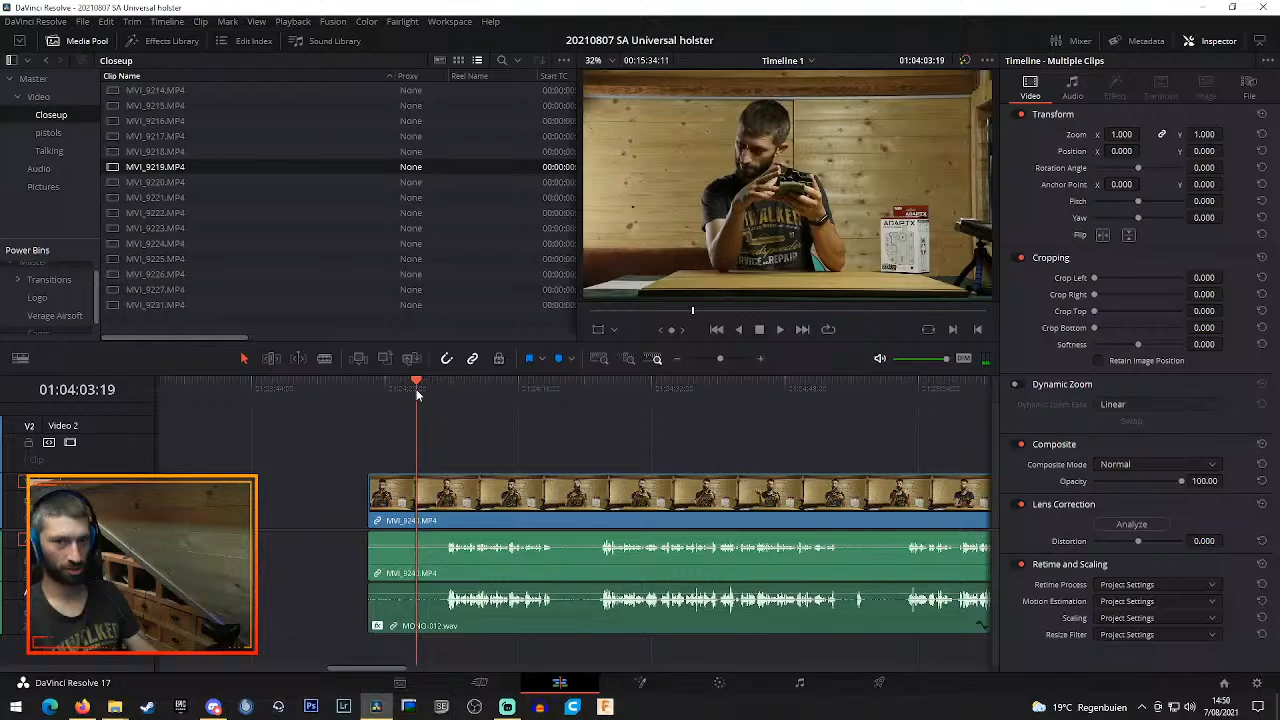 DaVinci Resolve - 20210807 SA Universal holster
DaVinci Resolve File Edit Trim Timeline Clip Mark View Playback Fusion Color Fairlight Workspace Help
Media Pool Effects Library Edit Index Sound Library 20210807 SA Universal holster Mixer Metadata Inspector
Closeup 32% 00:15:34:11 Timeline 1 01:04:03:19 Timeline - Multiple Clips
Master
Video
Closeup
pistols
Talking
Audio
Pictures
Power Bins
Transitions
Logo
Verage Airsoft
Clip Name Proxy Reel Name Start TC
MVI_9214.MP4 None 00:00:00
MVI_9215.MP4 None 00:00:00
MVI_9216.MP4 None 00:00:00
MVI_9217.MP4 None 00:00:00
MVI_9218.MP4 None 00:00:00
MVI_9219.MP4 None 00:00:00
MVI_9220.MP4 None 00:00:00
MVI_9221.MP4 None 00:00:00
MVI_9222.MP4 None 00:00:00
MVI_9223.MP4 None 00:00:00
MVI_9224.MP4 None 00:00:00
MVI_9225.MP4 None 00:00:00
MVI_9226.MP4 None 00:00:00
MVI_9227.MP4 None 00:00:00
MVI_9231.MP4 None 00:00:00
WALKER
SERVICE REPAIR
ADAPTX
ADAPTX
Video Audio Effects Transition Image File
Transform
Zoom X 1.000 Y 1.000
Position X 0.000 Y 0.000
Rotation Angle 0.000
Anchor Point X 0.000 Y 0.000
Pitch 0.000
Yaw 0.000
Flip
Cropping
Crop Left 0.000
Crop Right 0.000
Crop Top 0.000
Crop Bottom 0.000
Softness 0.000
Retain Image Position
Dynamic Zoom
Dynamic Zoom Ease Linear
Swap
Composite
Composite Mode Normal
Opacity 100.00
Lens Correction
Analyze
Distortion 0.000
Retime and Scaling
Retime Process Project Settings
Motion Estimation Project Settings
Scaling Project Settings
Resize Filter Project Settings
DIM
01:04:03:19
V2 Video 2
Clip
MONO-012.wav
DaVinci Resolve 17
19°C Regenbuien 14:50
7/08/2021